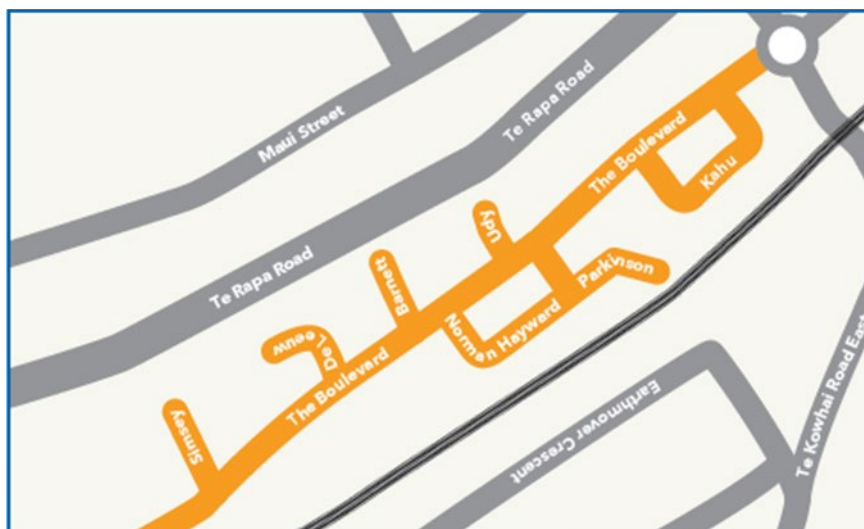 Maui Street
Te Rapa Road
The Boulevard
Kahu
Te Rapa Road
Udy
Barnett
Parkinson
Norman Hayward
De Leeuw
The Boulevard
Simsey
Earthmover Crescent
Te Kowhai Road East